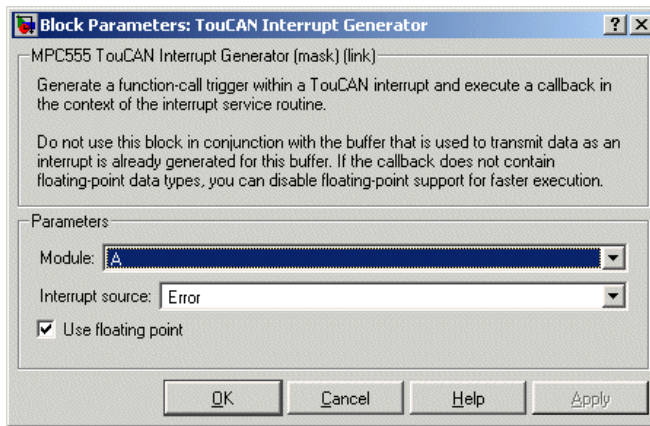 Block Parameters: TouCAN Interrupt Generator
MPC555 TouCAN Interrupt Generator (mask) (link)
Generate a function-call trigger within a TouCAN interrupt and execute a callback in
the context of the interrupt service routine.
Do not use this block in conjunction with the buffer that is used to transmit data as an
interrupt is already generated for this buffer. If the callback does not contain
floating-point data types, you can disable floating-point support for faster execution.
Parameters
Module: A
Interrupt source: Error
Use floating point
OK Cancel Help Apply